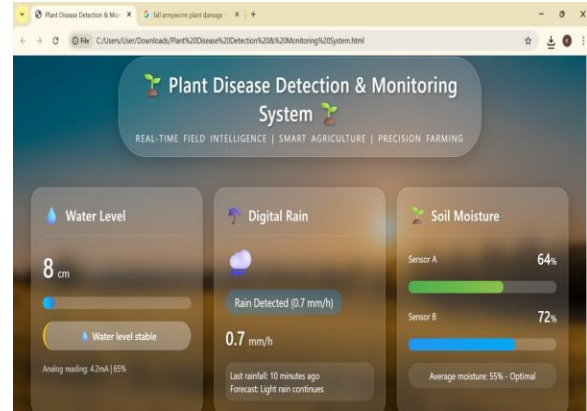 Plant Disease Detection & Mon
fall armyworm plant damage -
File
C:/Users/User/Downloads/Plant%20Disease%20Detection%20&%20Monitoring%20System.html
Plant Disease Detection & Monitoring
System
REAL-TIME FIELD INTELLIGENCE | SMART AGRICULTURE | PRECISION FARMING
Water Level
8 cm
Water level stable
Analog reading: 4.2mA | 65%
Digital Rain
Rain Detected (0.7 mm/h)
0.7 mm/h
Last rainfall: 10 minutes ago
Forecast: Light rain continues
Soil Moisture
Sensor A 64%
Sensor B 72%
Average moisture: 55% - Optimal